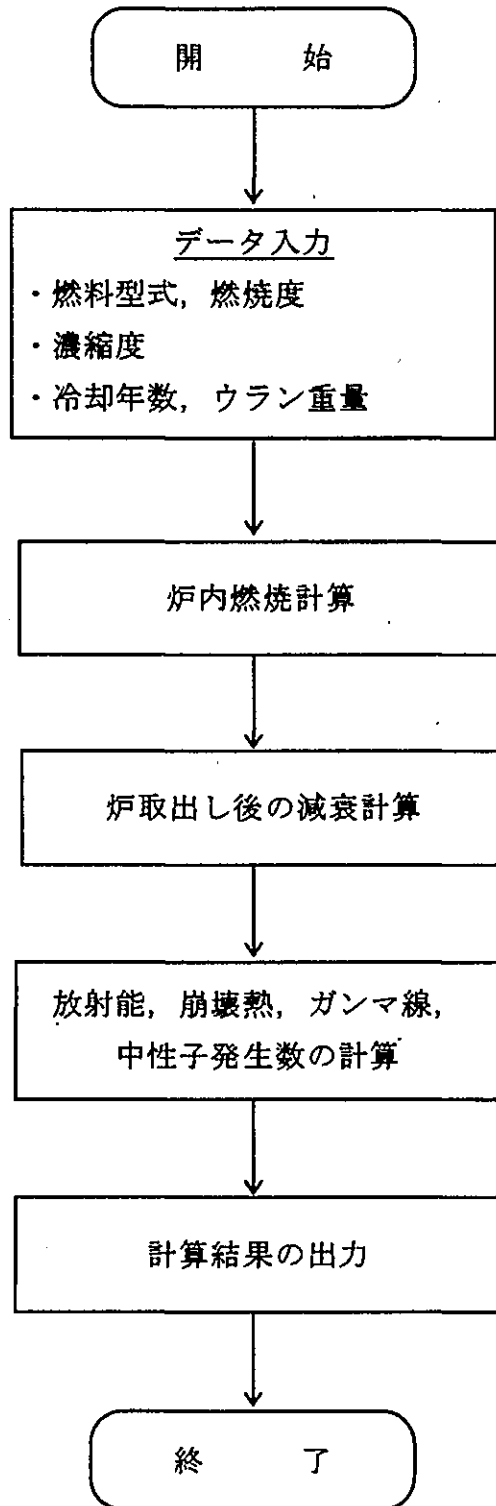 開　　始
データ入力
・燃料型式，燃焼度
・濃縮度
・冷却年数，ウラン重量
炉内燃焼計算
炉取出し後の減衰計算
放射能，崩壊熱，ガンマ線，
中性子発生数の計算
計算結果の出力
終　　了